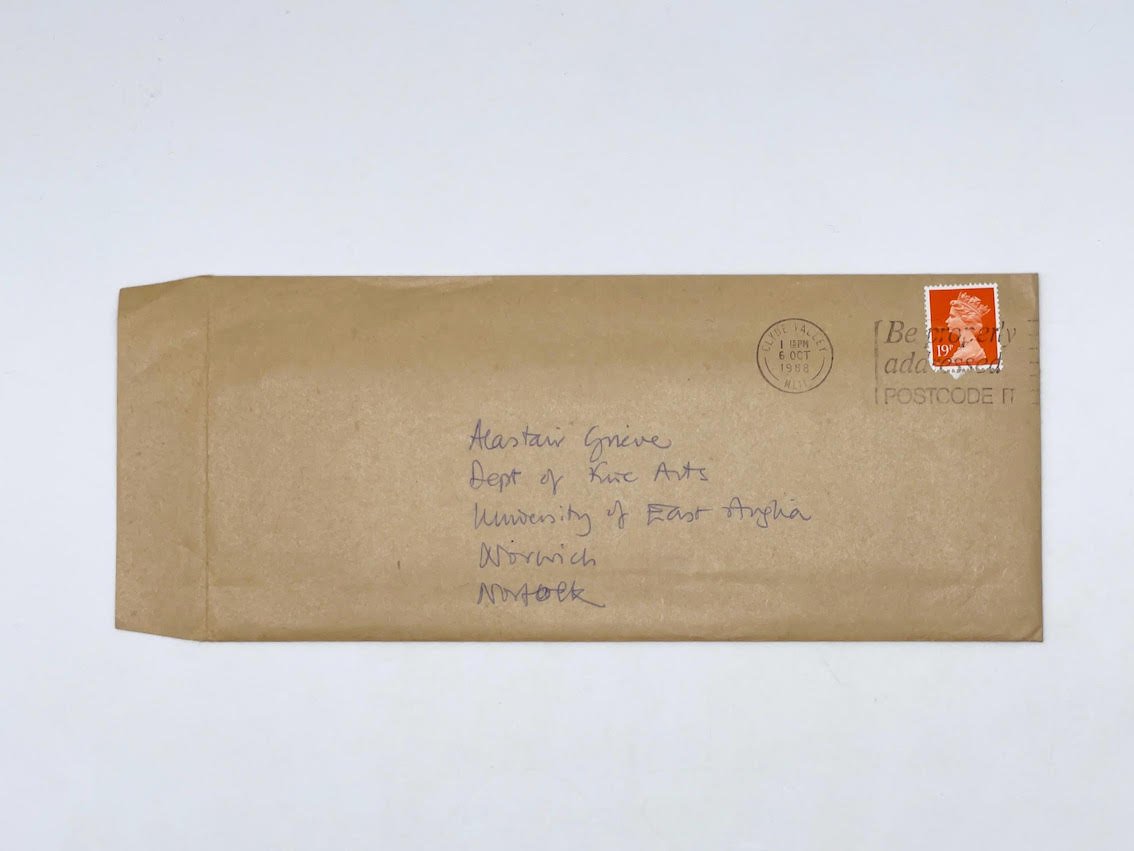 CLYDE VALLEY
1 15PM
6 OCT
1988
ML11
Be properly
addressed
POSTCODE IT
19P
Alastair Grieve
Dept of Fine Arts
University of East Anglia
Norwich
Norfolk